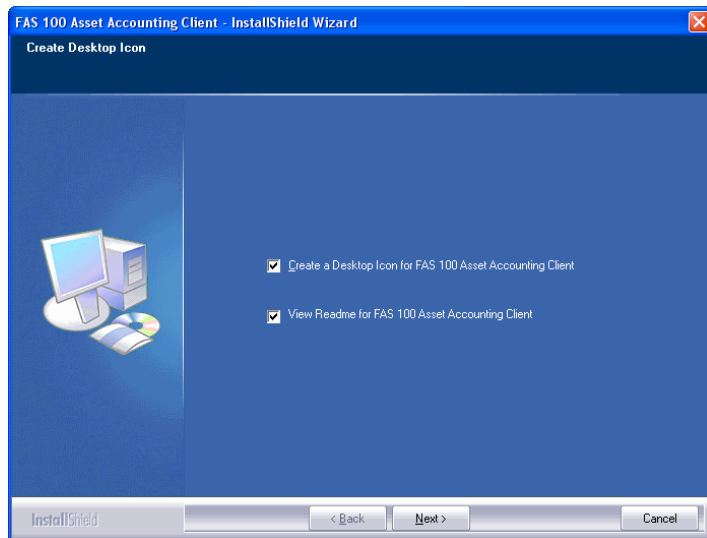 FAS 100 Asset Accounting Client - InstallShield Wizard
Create Desktop Icon
Create a Desktop Icon for FAS 100 Asset Accounting Client
View Readme for FAS 100 Asset Accounting Client
InstallShield
< Back
Next >
Cancel